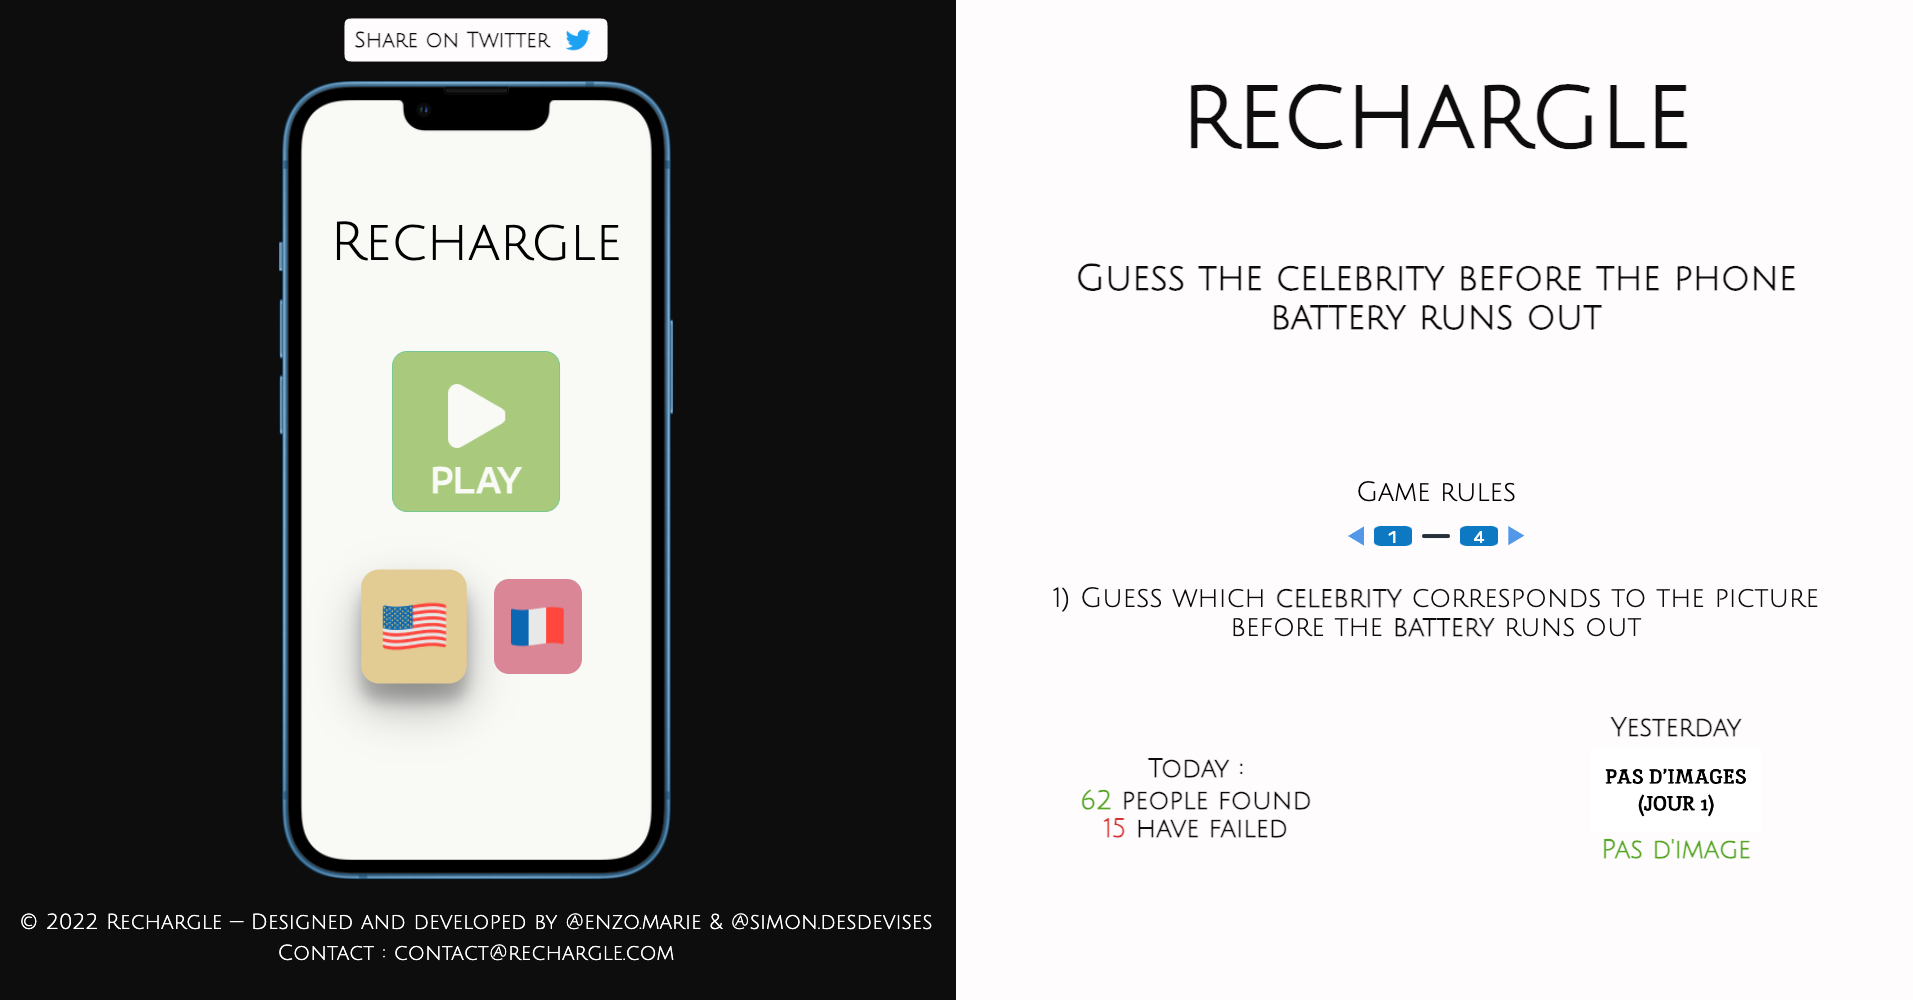 Share on Twitter
Rechargle
PLAY
© 2022 Rechargle – Designed and developed by @enzo.marie & @simon.desdevises
Contact : contact@rechargle.com
RECHARGLE
Guess the celebrity before the phone
battery runs out
Game rules
1 — 4
1) Guess which celebrity corresponds to the picture
before the battery runs out
Today :
62 people found
15 have failed
Yesterday
PAS D'IMAGES
(JOUR 1)
Pas d'image